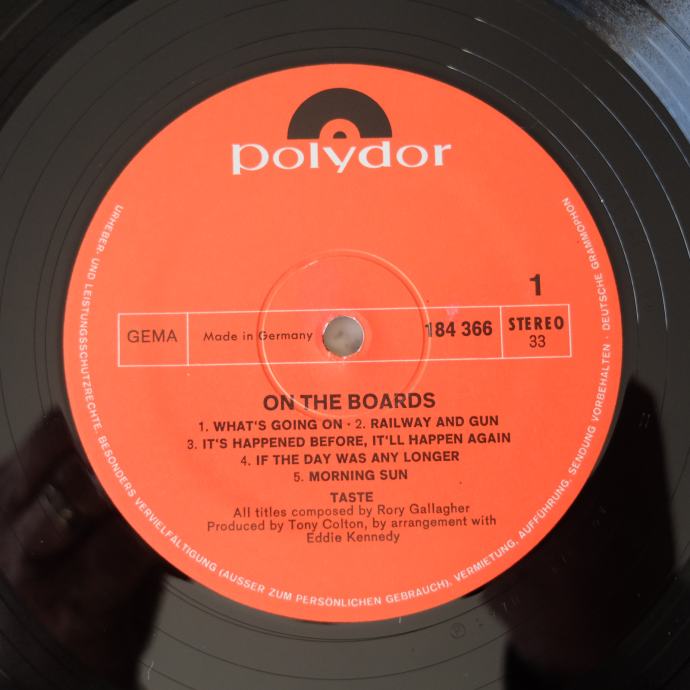 polydor
1
GEMA
Made in Germany
184 366
STEREO
33
ON THE BOARDS
1. WHAT'S GOING ON · 2. RAILWAY AND GUN
3. IT'S HAPPENED BEFORE, IT'LL HAPPEN AGAIN
4. IF THE DAY WAS ANY LONGER
5. MORNING SUN
TASTE
All titles composed by Rory Gallagher
Produced by Tony Colton, by arrangement with
Eddie Kennedy
URHEBER- UND LEISTUNGSSCHUTZRECHTE. BESONDERS VERVIELFÄLTIGUNG (AUSSER ZUM PERSÖNLICHEN GEBRAUCH), VERMIETUNG, AUFFÜHRUNG, SENDUNG VORBEHALTEN · DEUTSCHE GRAMMOPHON